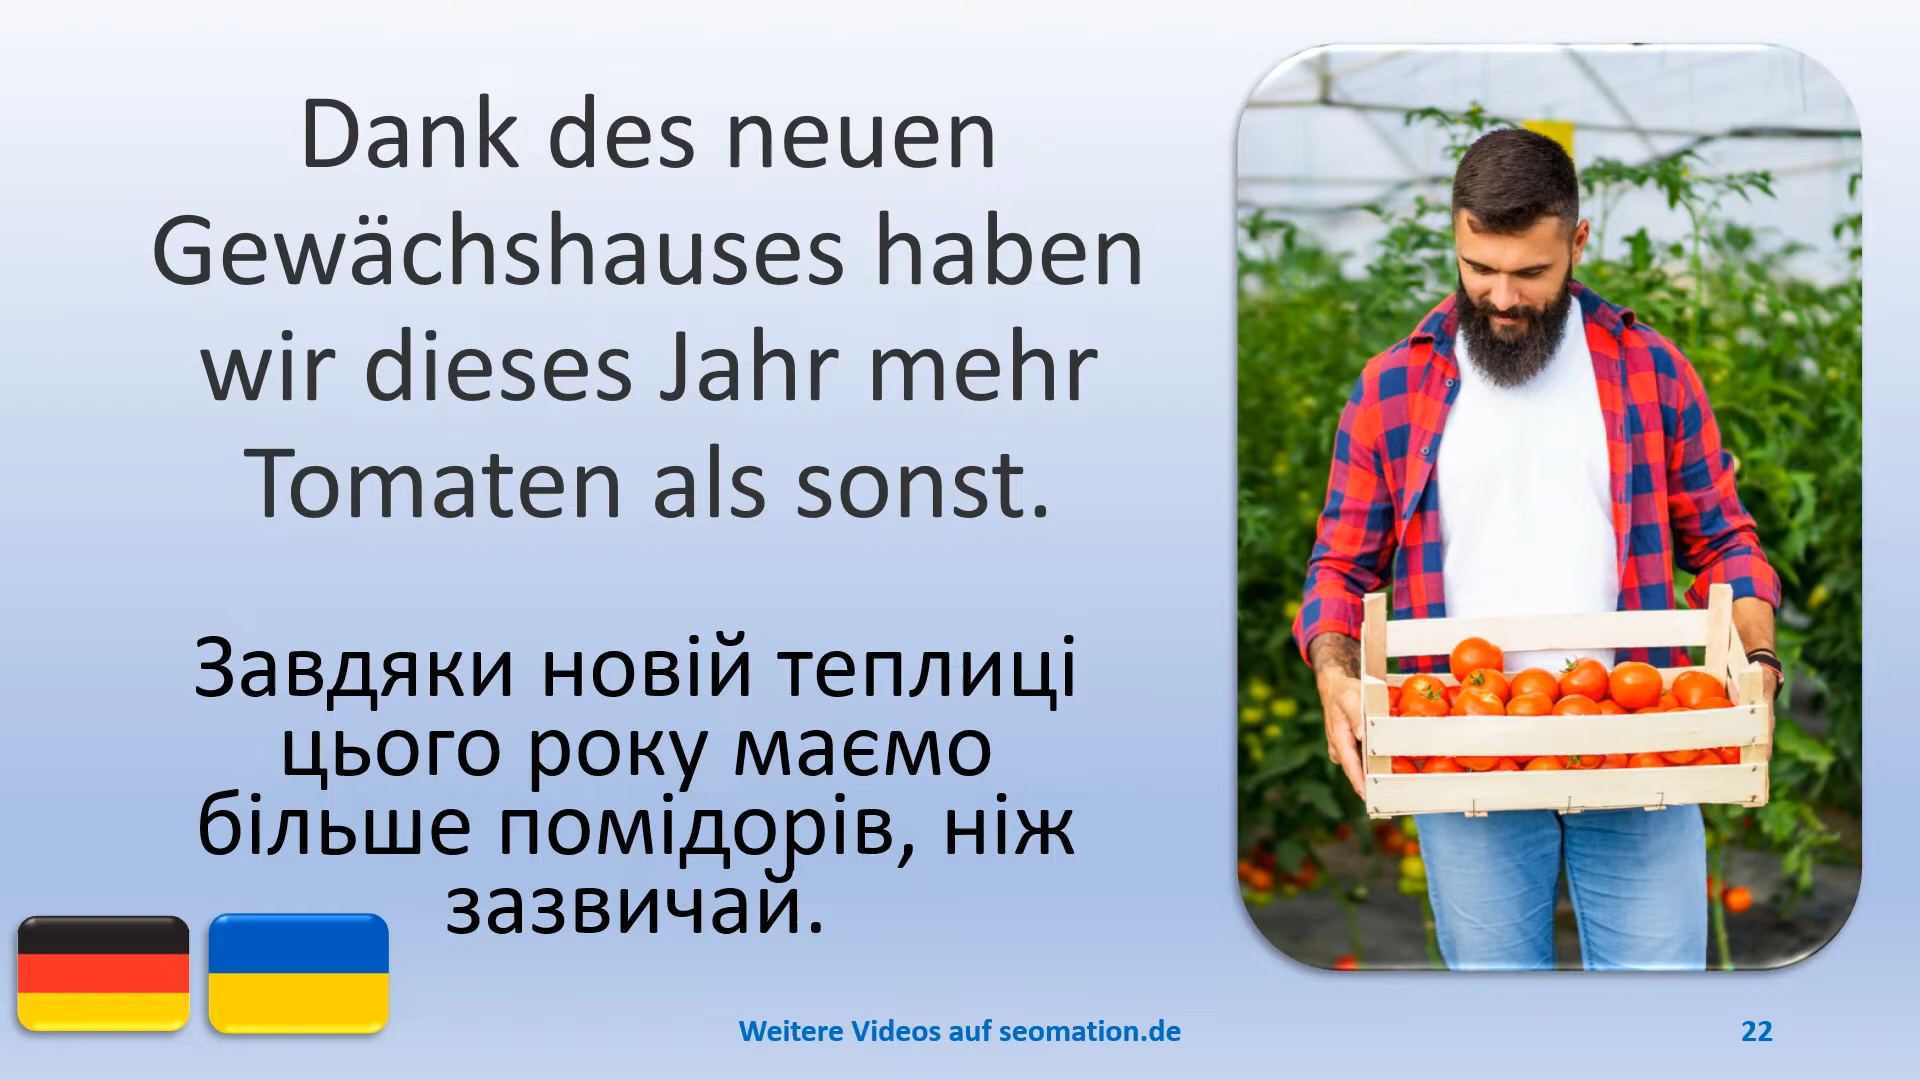 Dank des neuen
Gewächshauses haben
wir dieses Jahr mehr
Tomaten als sonst.
Завдяки новій теплиці
цього року маємо
більше помідорів, ніж
зазвичай.
Weitere Videos auf seomation.de
22